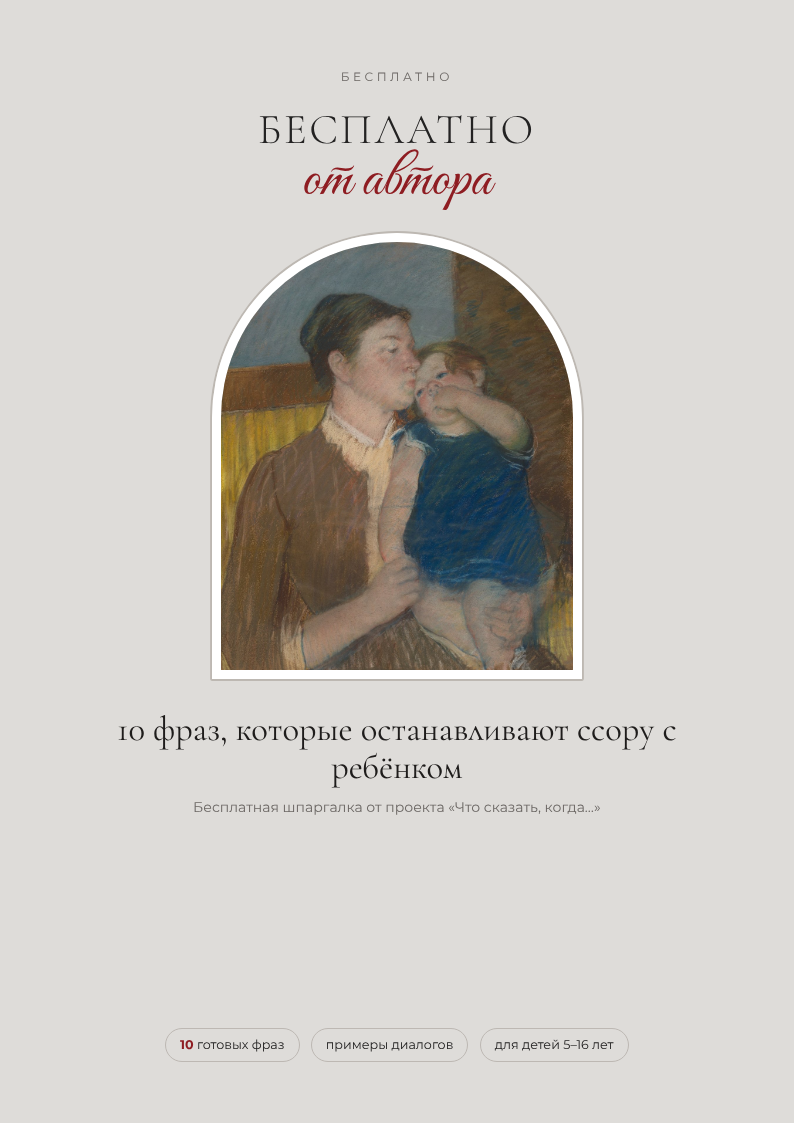 БЕСПЛАТНО
БЕСПЛАТНО
от автора
10 фраз, которые останавливают ссору с
ребёнком
Бесплатная шпаргалка от проекта «Что сказать, когда…»
10 готовых фраз
примеры диалогов
для детей 5–16 лет